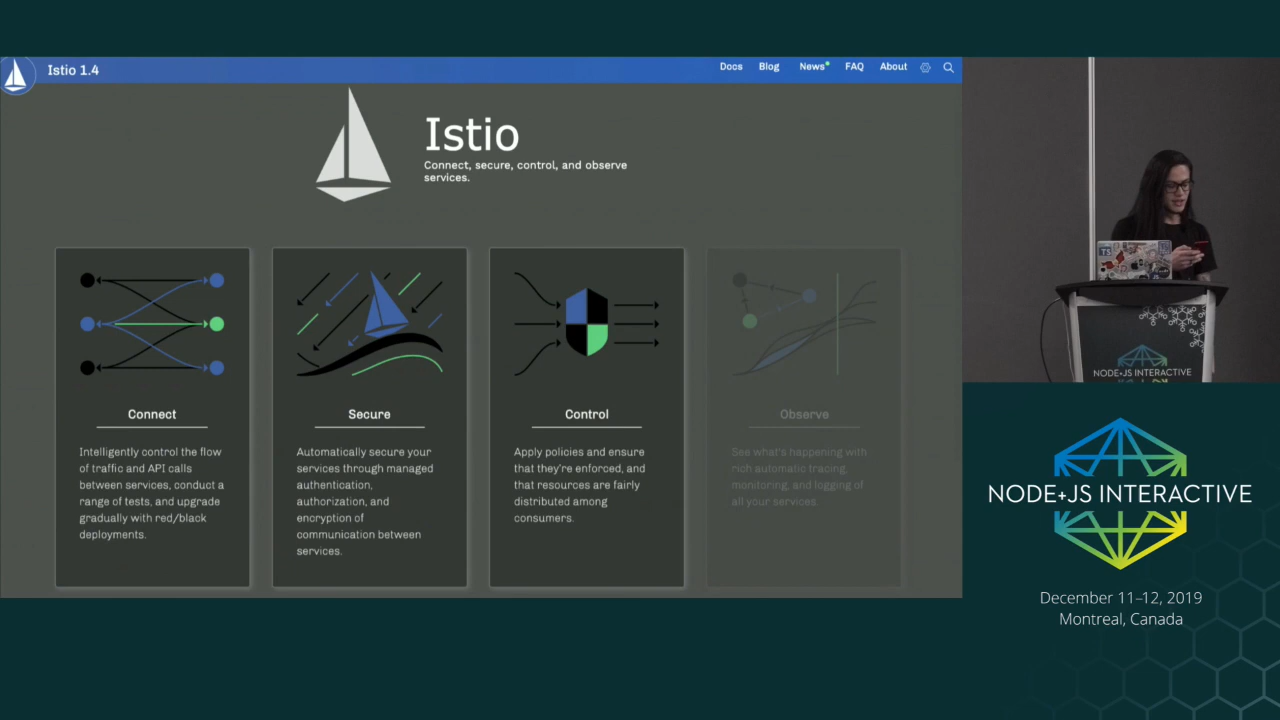 Istio 1.4
Docs Blog News FAQ About
Istio
Connect, secure, control, and observe
services.
Connect
Intelligently control the flow
of traffic and API calls
between services, conduct a
range of tests, and upgrade
gradually with red/black
deployments.
Secure
Automatically secure your
services through managed
authentication,
authorization, and
encryption of
communication between
services.
Control
Apply policies and ensure
that they're enforced, and
that resources are fairly
distributed among
consumers.
Observe
See what's happening with
rich automatic tracing,
monitoring, and logging of
all your services.
TS
NODE+JS INTERACTIVE
NODE+JS INTERACTIVE
December 11–12, 2019
Montreal, Canada